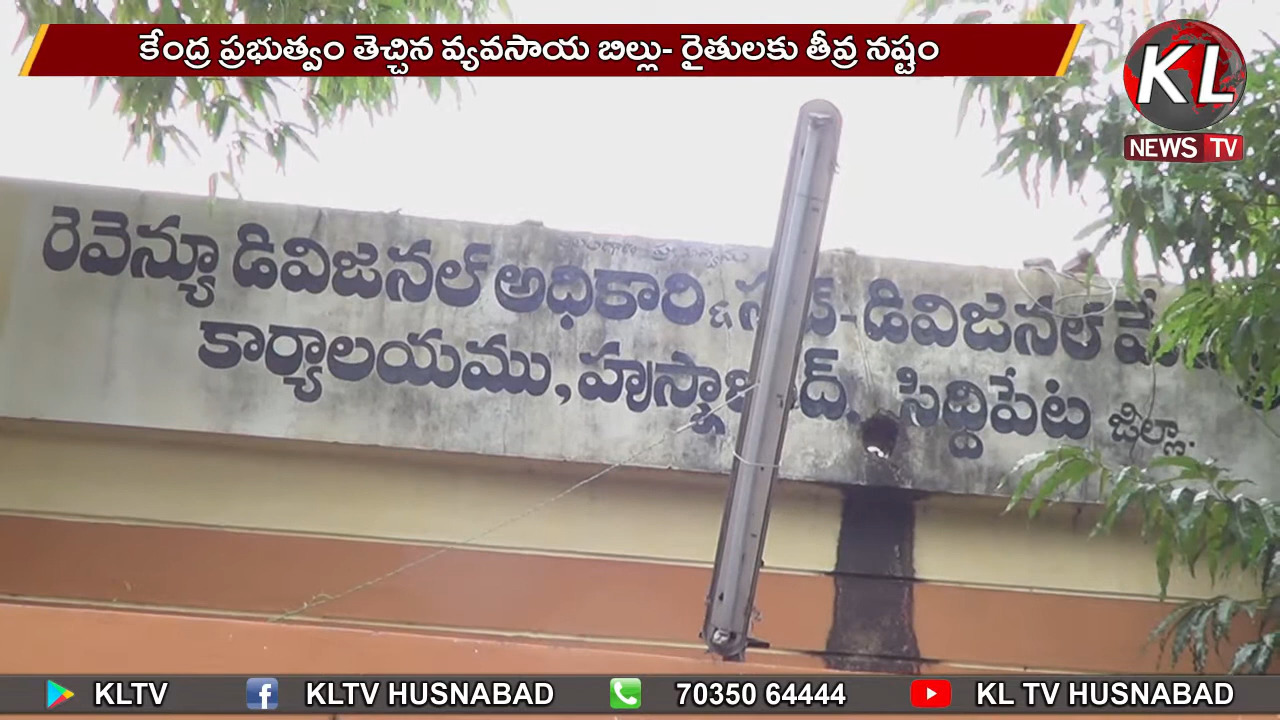 కేంద్ర ప్రభుత్వం తెచ్చిన వ్యవసాయ బిల్లు- రైతులకు తీవ్ర నష్టం
KL
NEWS TV
రెవెన్యూ డివిజనల్ అధికారి & సబ్-డివిజనల్
కార్యాలయము, హుస్నాబాద్, సిద్దిపేట జిల్లా.
KLTV KLTV HUSNABAD 70350 64444 KL TV HUSNABAD